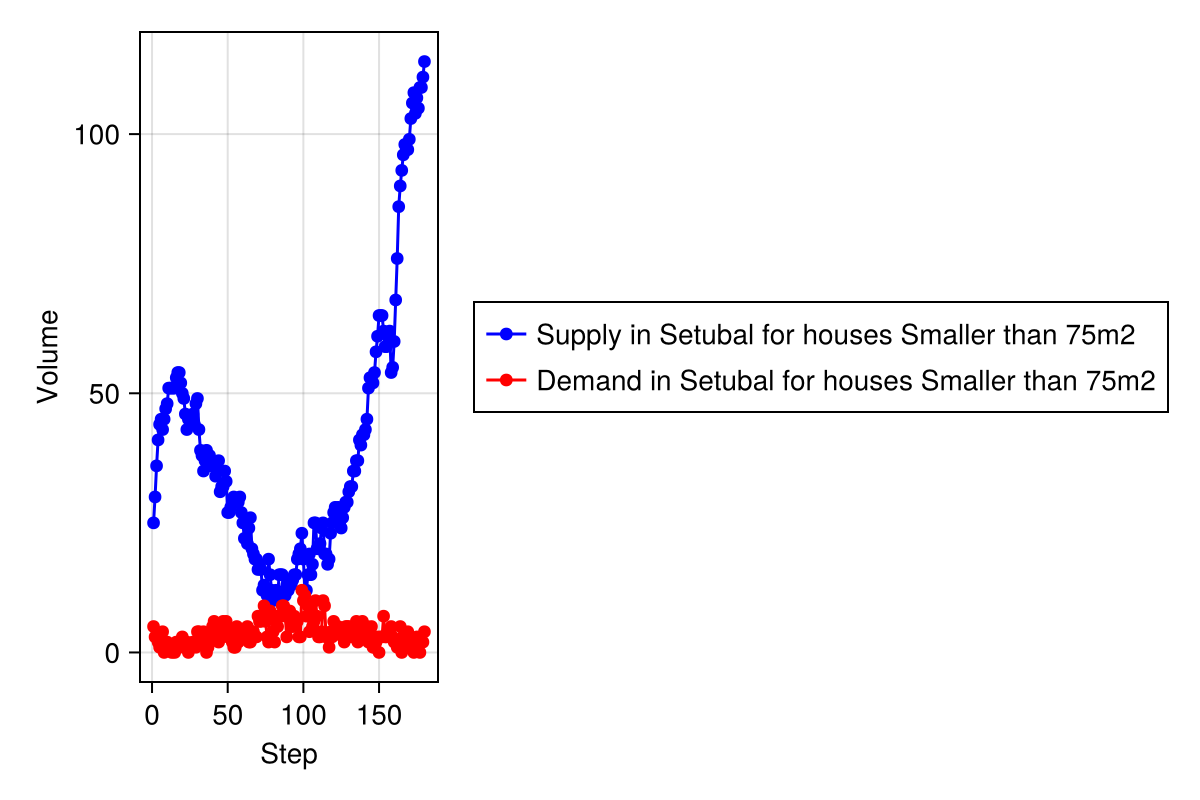 Volume
100
50
0
0 50 100 150
Step
Supply in Setubal for houses Smaller than 75m2
Demand in Setubal for houses Smaller than 75m2